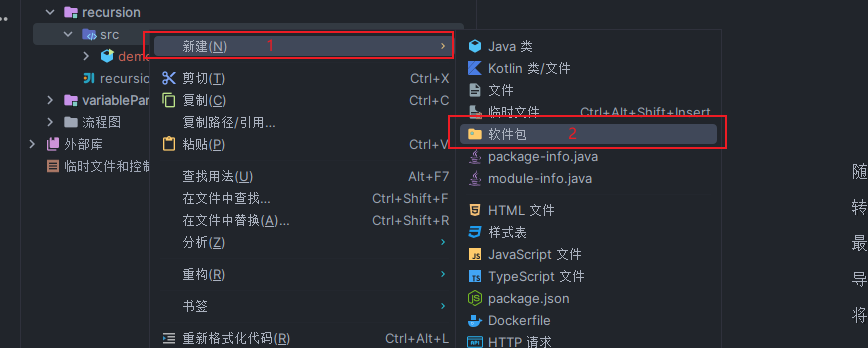 recursion
src
demo
recursion
variablePar
流程图
外部库
临时文件和控制
新建(N) 1
剪切(T) Ctrl+X
复制(C) Ctrl+C
复制路径/引用...
粘贴(P) Ctrl+V
查找用法(U) Alt+F7
在文件中查找... Ctrl+Shift+F
在文件中替换(A)... Ctrl+Shift+R
分析(Z)
重构(R)
书签
重新格式化代码(R) Ctrl+Alt+L
Java 类
Kotlin 类/文件
文件
临时文件 Ctrl+Alt+Shift+Insert
软件包 2
package-info.java
module-info.java
HTML 文件
样式表
JavaScript 文件
TypeScript 文件
package.json
Dockerfile
HTTP 请求
随
转
最
导
将